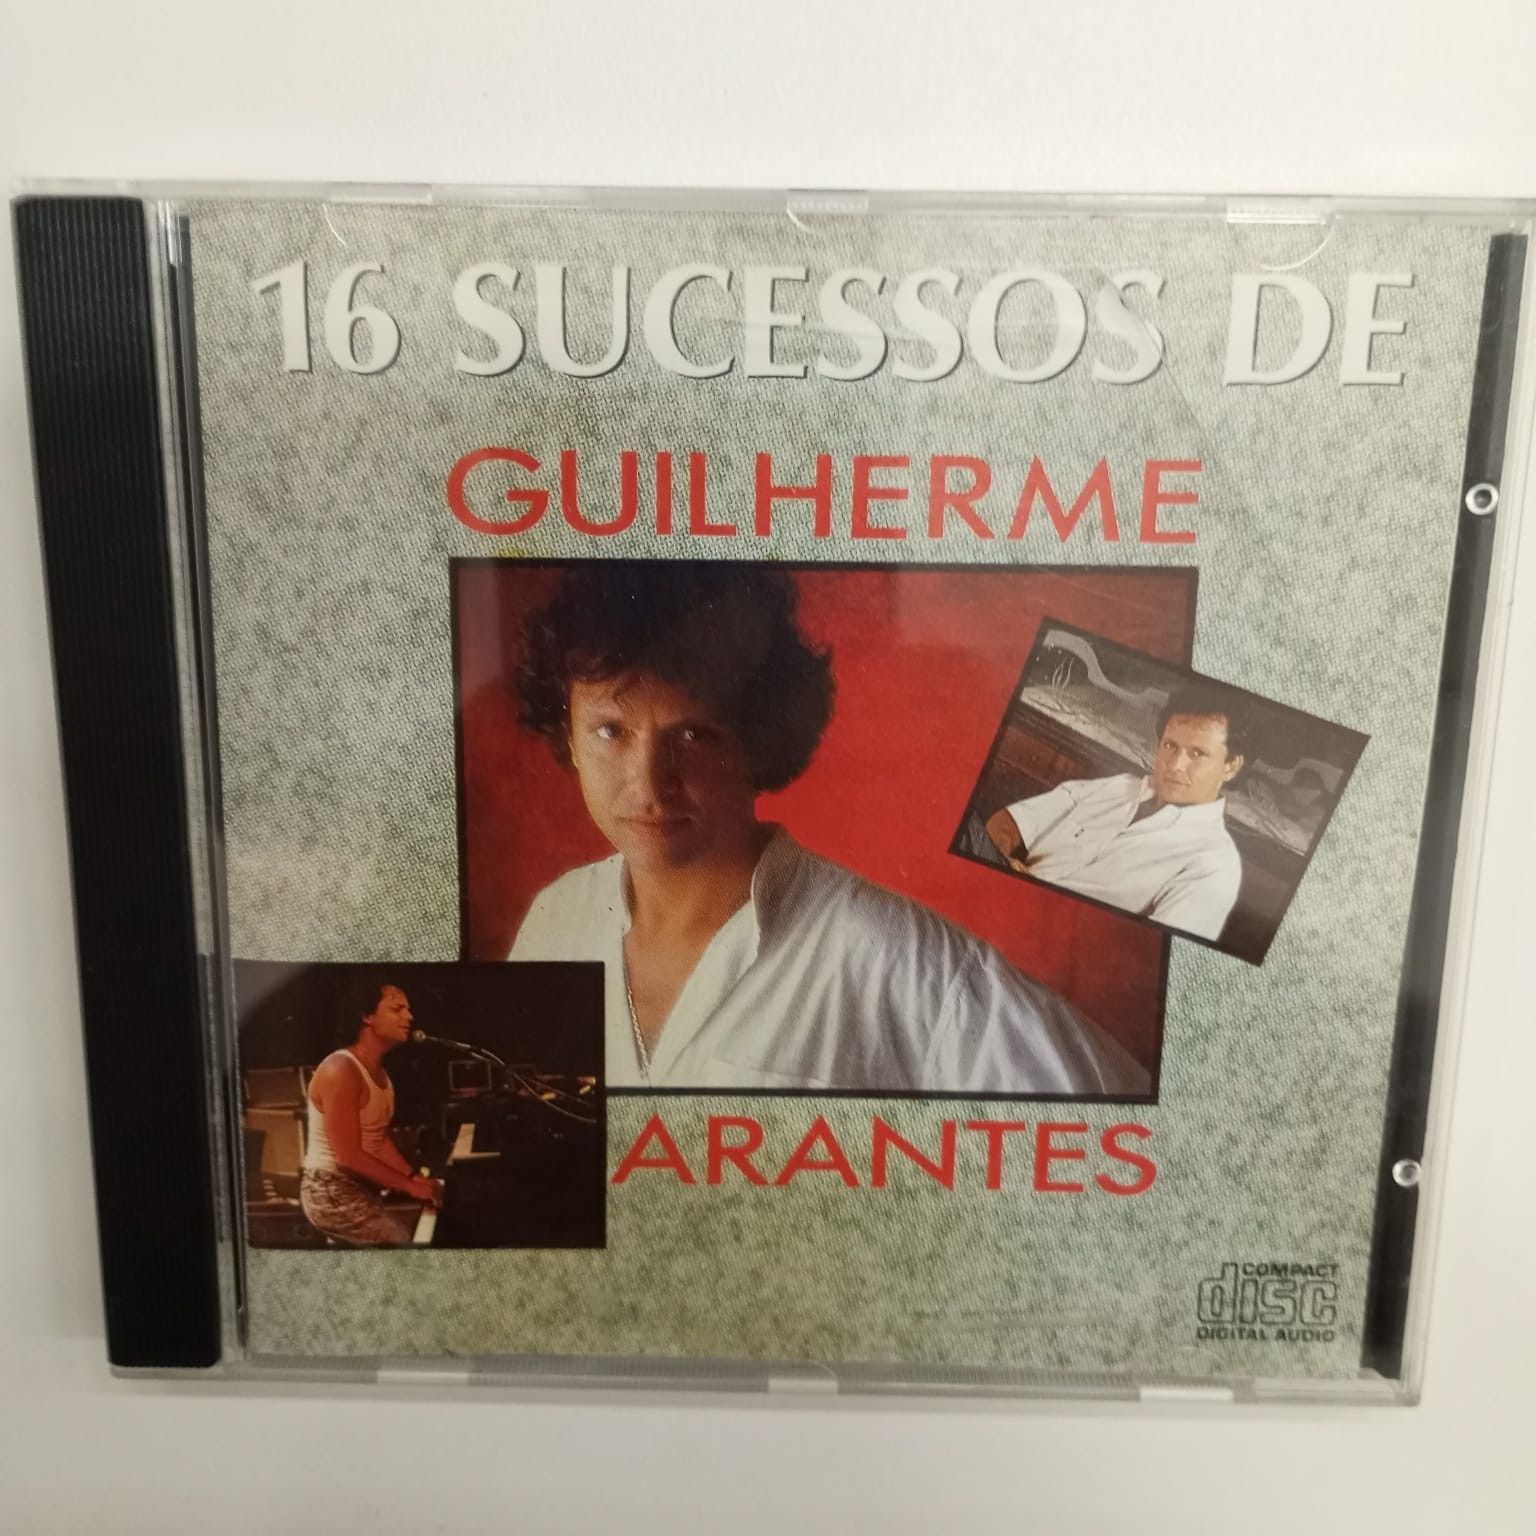 16 SUCESSOS DE
GUILHERME
ARANTES
COMPACT
disc
DIGITAL AUDIO